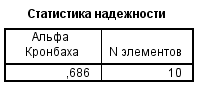 Статистика надежности
Альфа
Кронбаха
N элементов
,686
10